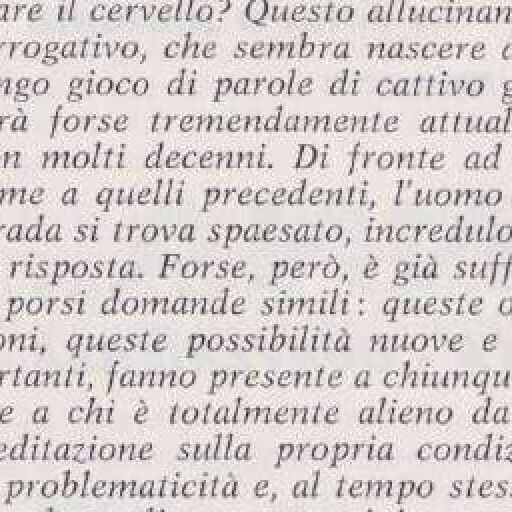 are il cervello? Questo allucinan
rrogativo, che sembra nascere d
ngo gioco di parole di cattivo g
rà forse tremendamente attual
n molti decenni. Di fronte ad
me a quelli precedenti, l'uomo
rada si trova spaesato, incredulo
risposta. Forse, però, è già suff
porsi domande simili: queste o
oni, queste possibilità nuove e
rtanti, fanno presente a chiunqu
e a chi è totalmente alieno da
editazione sulla propria condiz
problematicità e, al tempo stes